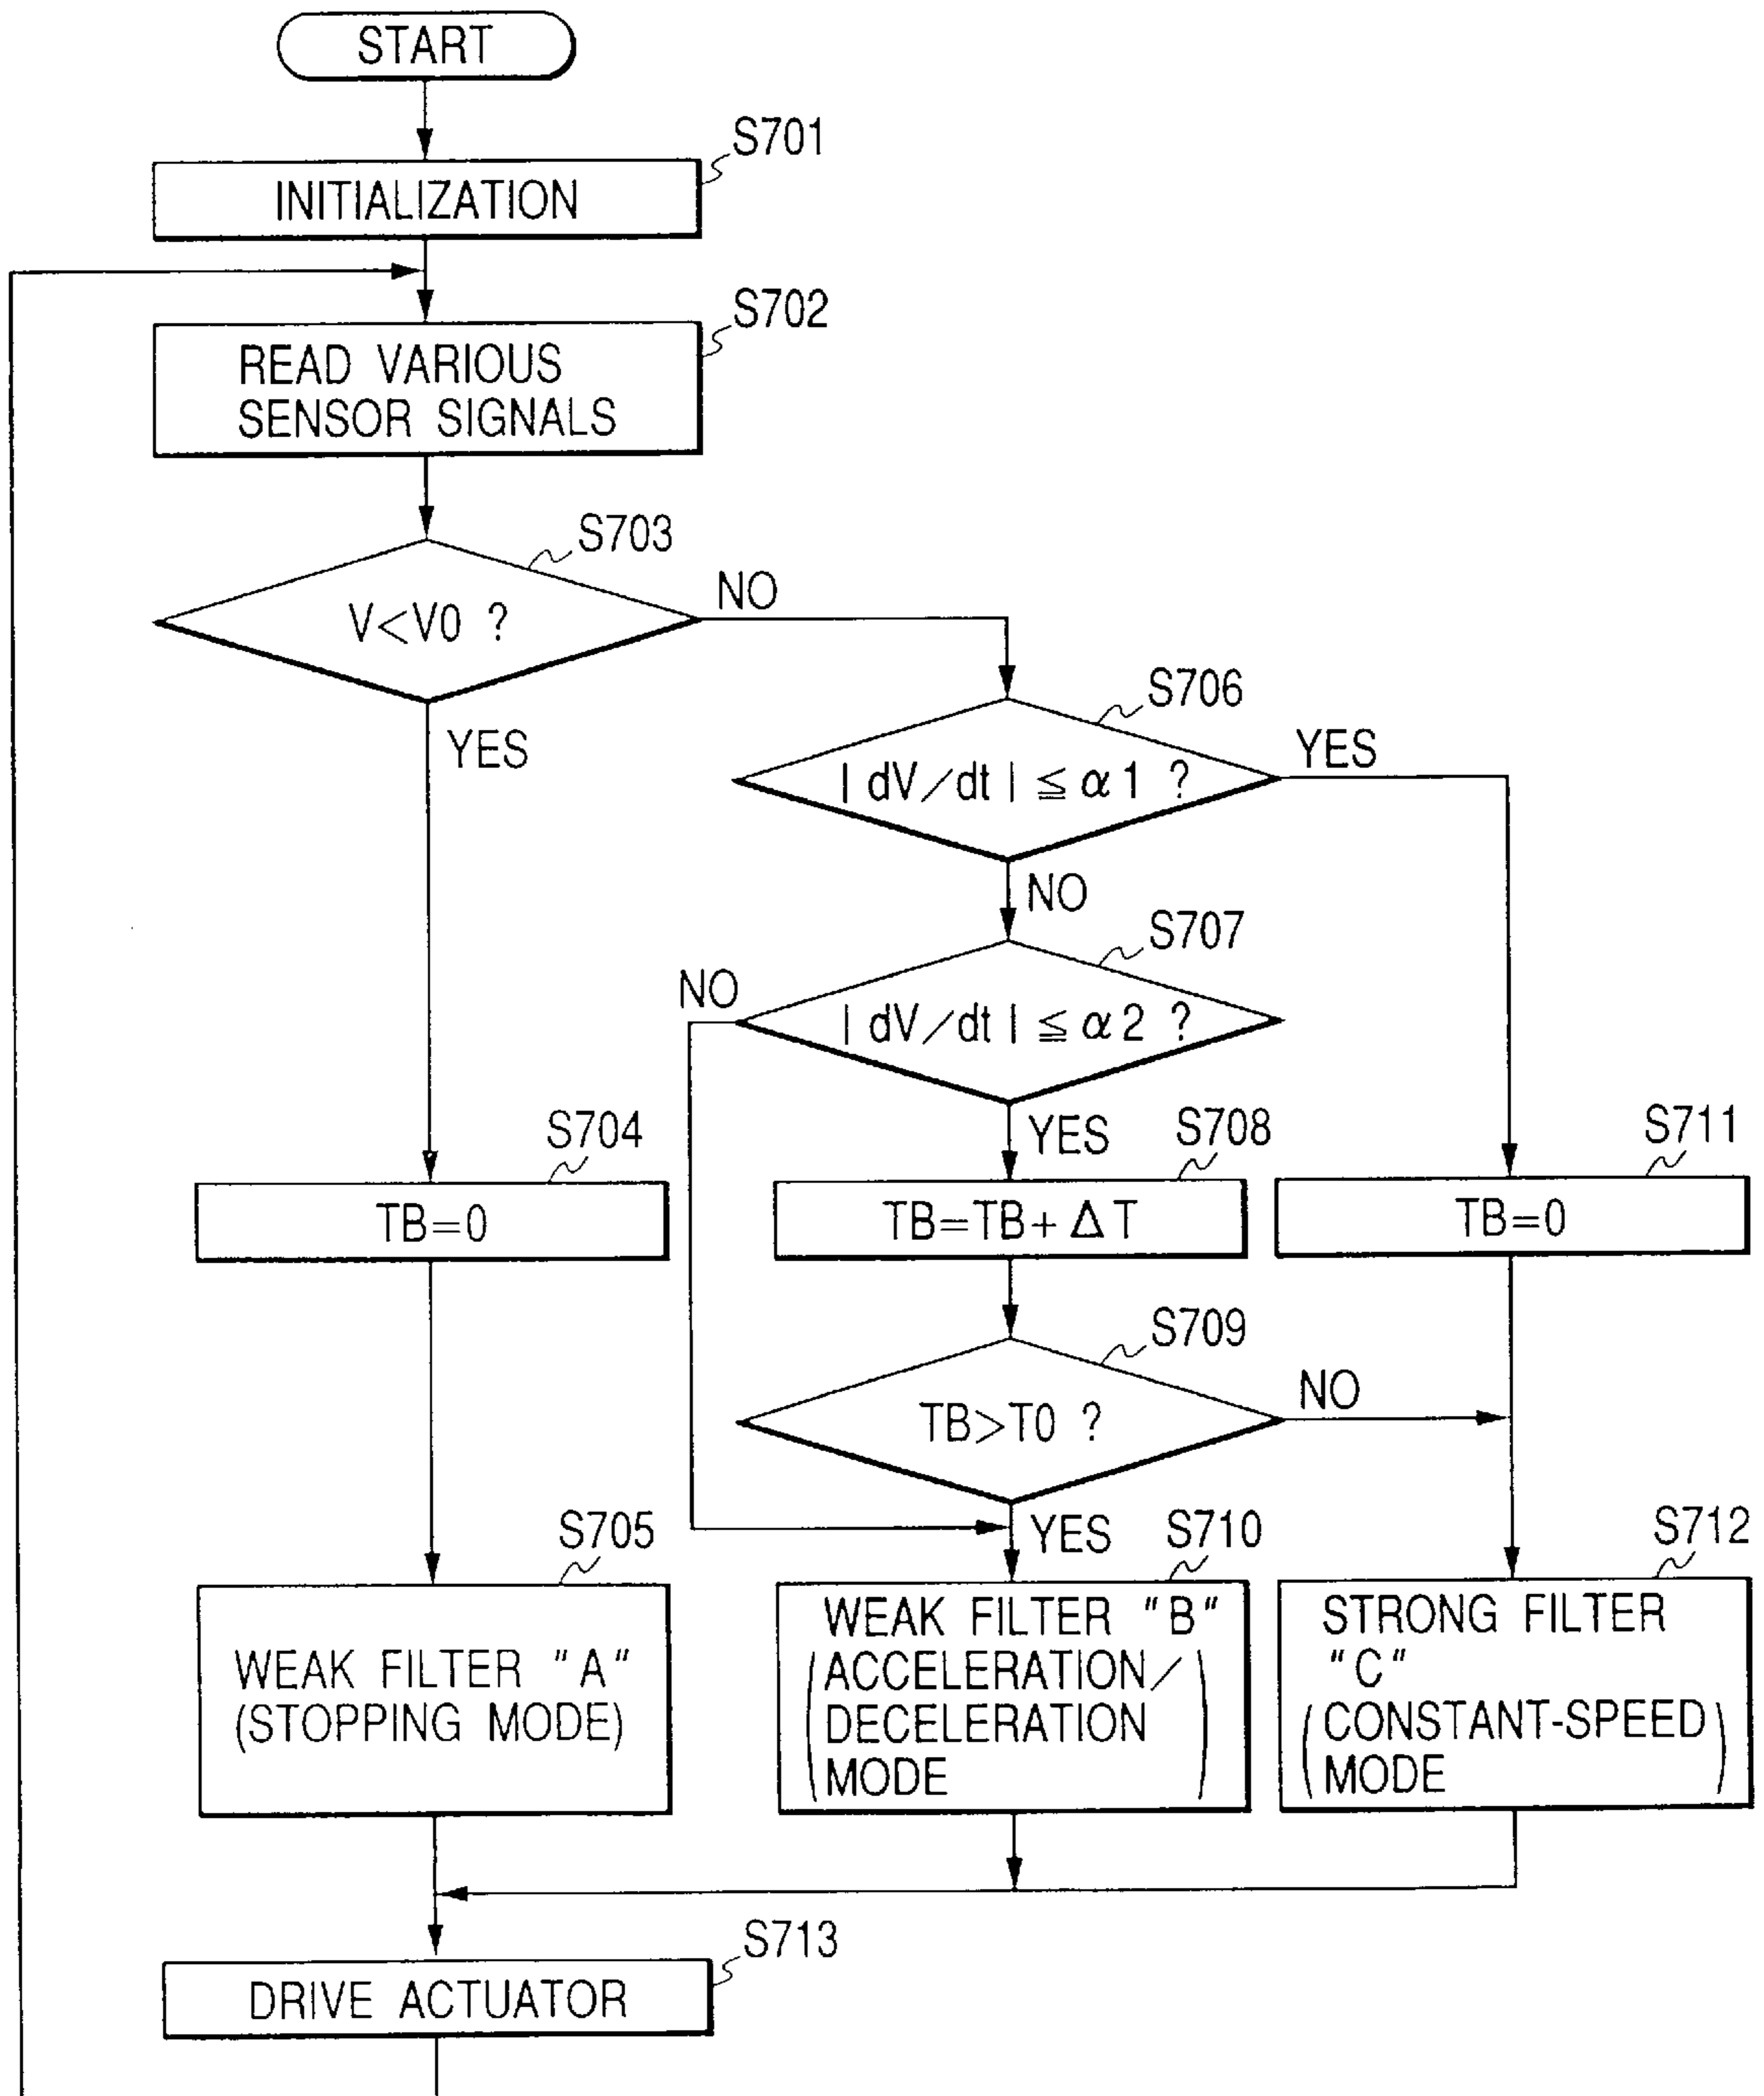 START
S701
INITIALIZATION
S702
READ VARIOUS
SENSOR SIGNALS
S703
V<V0 ?
NO
YES
S706
| dV/dt | ≦ α1 ?
YES
NO
S707
| dV/dt | ≦ α2 ?
NO
YES
S704
TB=0
S708
TB=TB+ΔT
S711
TB=0
S709
TB>T0 ?
NO
YES
S705
WEAK FILTER "A"
(STOPPING MODE)
S710
WEAK FILTER "B"
(ACCELERATION/
DECELERATION
MODE)
S712
STRONG FILTER
"C"
(CONSTANT-SPEED
MODE)
S713
DRIVE ACTUATOR